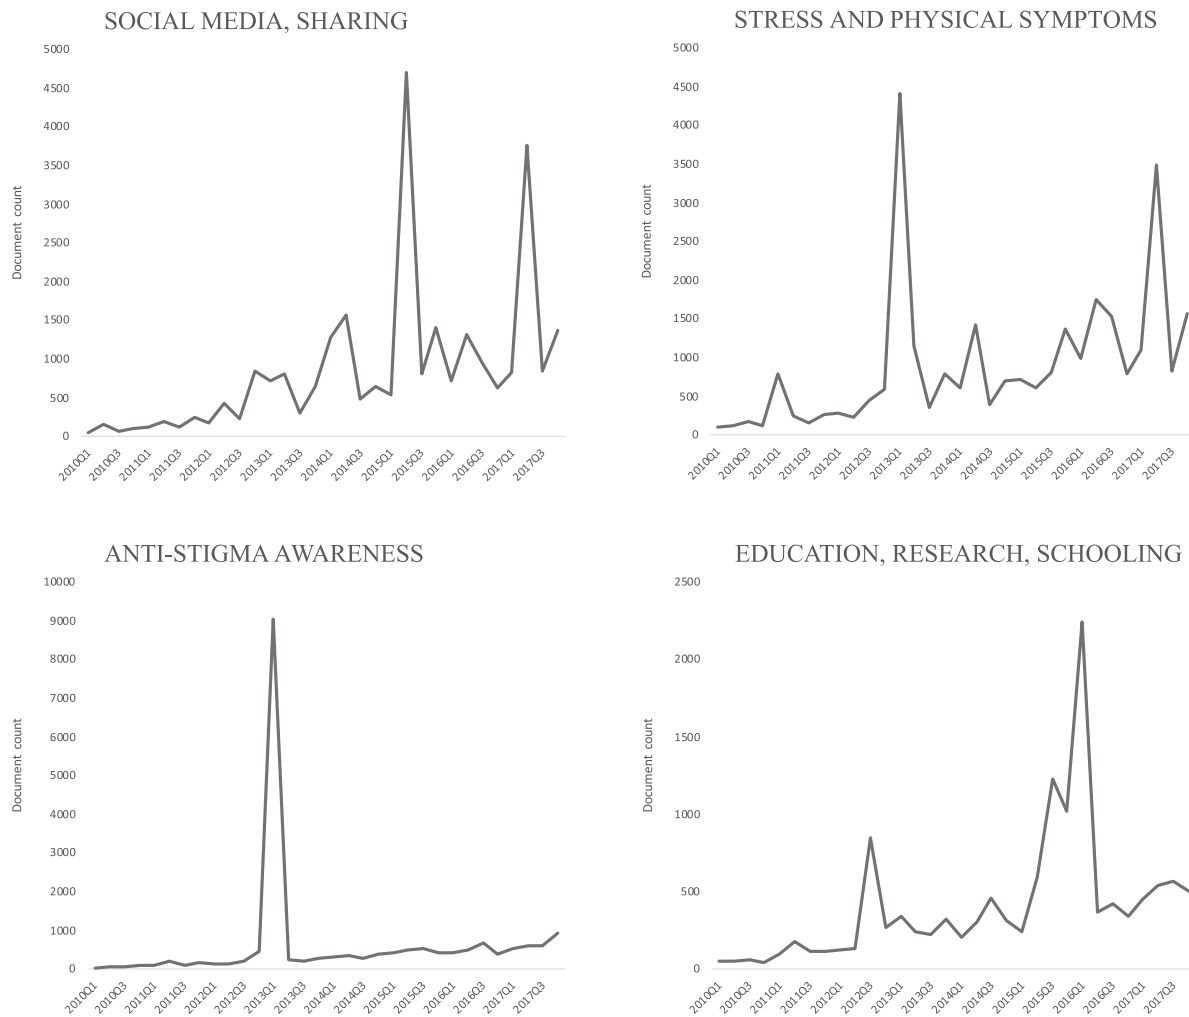 SOCIAL MEDIA, SHARING
5000
4500
4000
3500
3000
2500
2000
1500
1000
500
0
Document count
2010Q1
2010Q3
2011Q1
2011Q3
2012Q1
2012Q3
2013Q1
2013Q3
2014Q1
2014Q3
2015Q1
2015Q3
2016Q1
2016Q3
2017Q1
2017Q3
STRESS AND PHYSICAL SYMPTOMS
5000
4500
4000
3500
3000
2500
2000
1500
1000
500
0
Document count
2010Q1
2010Q3
2011Q1
2011Q3
2012Q1
2012Q3
2013Q1
2013Q3
2014Q1
2014Q3
2015Q1
2015Q3
2016Q1
2016Q3
2017Q1
2017Q3
ANTI-STIGMA AWARENESS
10000
9000
8000
7000
6000
5000
4000
3000
2000
1000
0
Document count
2010Q1
2010Q3
2011Q1
2011Q3
2012Q1
2012Q3
2013Q1
2013Q3
2014Q1
2014Q3
2015Q1
2015Q3
2016Q1
2016Q3
2017Q1
2017Q3
EDUCATION, RESEARCH, SCHOOLING
2500
2000
1500
1000
500
0
Document count
2010Q1
2010Q3
2011Q1
2011Q3
2012Q1
2012Q3
2013Q1
2013Q3
2014Q1
2014Q3
2015Q1
2015Q3
2016Q1
2016Q3
2017Q1
2017Q3